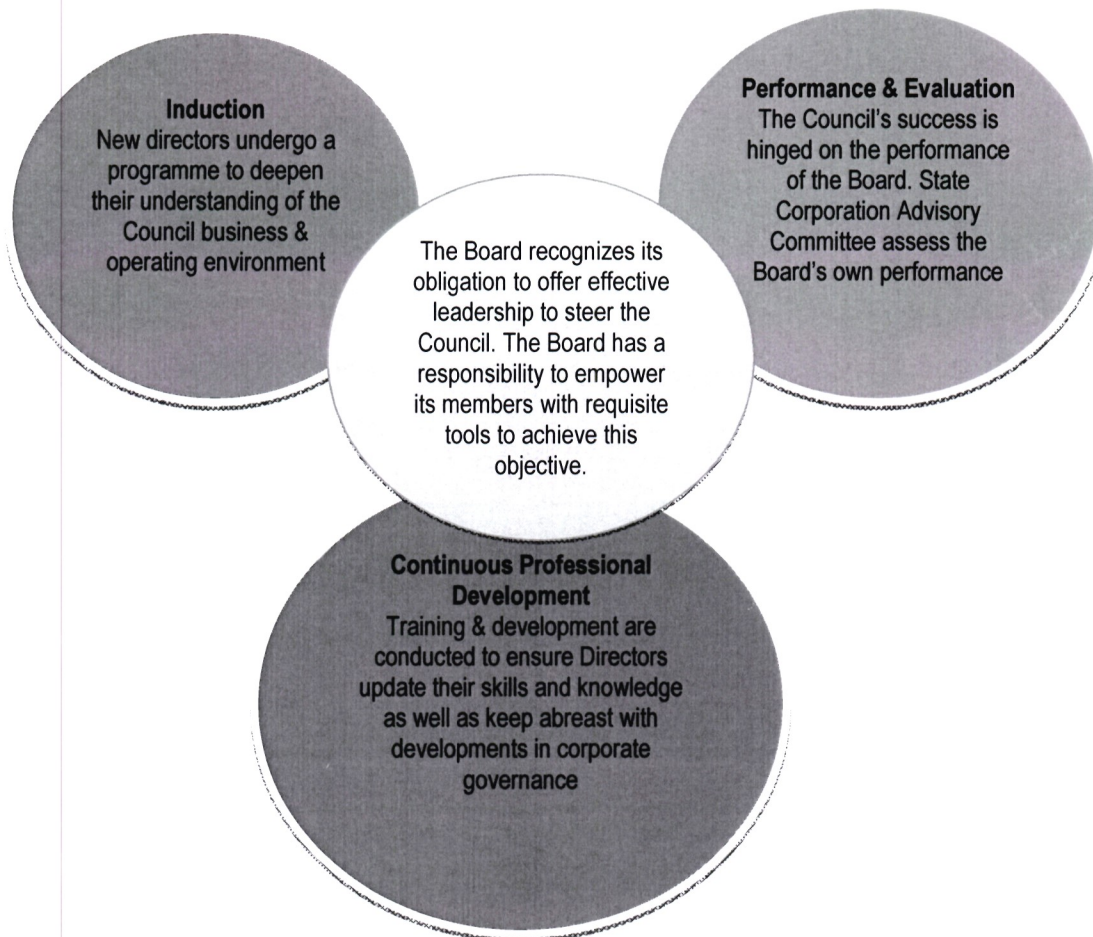 Induction
New directors undergo a
programme to deepen
their understanding of the
Council business &
operating environment
Performance & Evaluation
The Council's success is
hinged on the performance
of the Board. State
Corporation Advisory
Committee assess the
Board's own performance
The Board recognizes its
obligation to offer effective
leadership to steer the
Council. The Board has a
responsibility to empower
its members with requisite
tools to achieve this
objective.
Continuous Professional
Development
Training & development are
conducted to ensure Directors
update their skills and knowledge
as well as keep abreast with
developments in corporate
governance